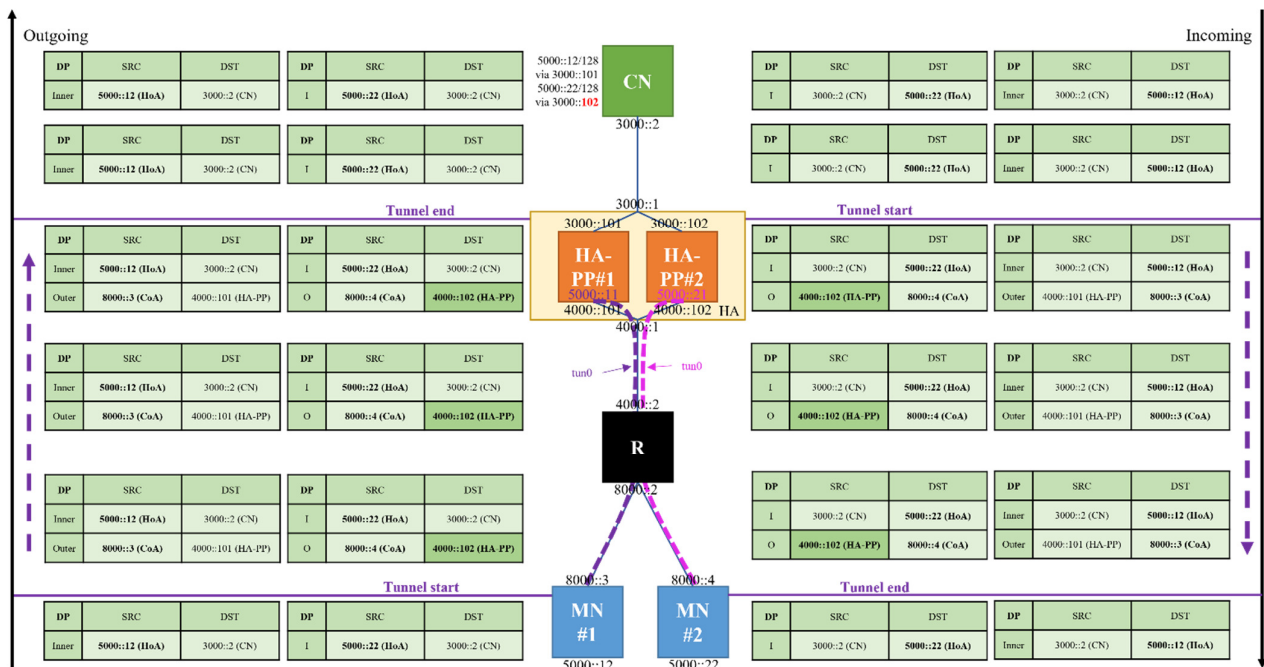 Outgoing
Incoming
DP SRC DST
Inner 5000::12 (HoA) 3000::2 (CN)
DP SRC DST
I 5000::22 (HoA) 3000::2 (CN)
5000::12/128
via 3000::101
5000::22/128
via 3000::102
CN
3000::2
DP SRC DST
I 3000::2 (CN) 5000::22 (HoA)
DP SRC DST
Inner 3000::2 (CN) 5000::12 (HoA)
DP SRC DST
Inner 5000::12 (HoA) 3000::2 (CN)
DP SRC DST
I 5000::22 (HoA) 3000::2 (CN)
DP SRC DST
I 3000::2 (CN) 5000::22 (HoA)
DP SRC DST
Inner 3000::2 (CN) 5000::12 (HoA)
Tunnel end
3000::1
Tunnel start
DP SRC DST
Inner 5000::12 (HoA) 3000::2 (CN)
Outer 8000::3 (CoA) 4000::101 (HA-PP)
DP SRC DST
I 5000::22 (HoA) 3000::2 (CN)
O 8000::4 (CoA) 4000::102 (HA-PP)
3000::101 3000::102
HA-PP#1
HA-PP#2
5000::11 5000::21
4000::101 4000::102 HA
4000::1
DP SRC DST
I 3000::2 (CN) 5000::22 (HoA)
O 4000::102 (HA-PP) 8000::4 (CoA)
DP SRC DST
Inner 3000::2 (CN) 5000::12 (HoA)
Outer 4000::101 (HA-PP) 8000::3 (CoA)
DP SRC DST
Inner 5000::12 (HoA) 3000::2 (CN)
Outer 8000::3 (CoA) 4000::101 (HA-PP)
DP SRC DST
I 5000::22 (HoA) 3000::2 (CN)
O 8000::4 (CoA) 4000::102 (HA-PP)
tun0 tun0
4000::2
R
8000::2
DP SRC DST
I 3000::2 (CN) 5000::22 (HoA)
O 4000::102 (HA-PP) 8000::4 (CoA)
DP SRC DST
Inner 3000::2 (CN) 5000::12 (HoA)
Outer 4000::101 (HA-PP) 8000::3 (CoA)
DP SRC DST
Inner 5000::12 (HoA) 3000::2 (CN)
Outer 8000::3 (CoA) 4000::101 (HA-PP)
DP SRC DST
I 5000::22 (HoA) 3000::2 (CN)
O 8000::4 (CoA) 4000::102 (HA-PP)
DP SRC DST
I 3000::2 (CN) 5000::22 (HoA)
O 4000::102 (HA-PP) 8000::4 (CoA)
DP SRC DST
Inner 3000::2 (CN) 5000::12 (HoA)
Outer 4000::101 (HA-PP) 8000::3 (CoA)
Tunnel start
8000::3 8000::4
Tunnel end
DP SRC DST
Inner 5000::12 (HoA) 3000::2 (CN)
DP SRC DST
I 5000::22 (HoA) 3000::2 (CN)
MN
#1
MN
#2
5000::12 5000::22
DP SRC DST
I 3000::2 (CN) 5000::22 (HoA)
DP SRC DST
Inner 3000::2 (CN) 5000::12 (HoA)